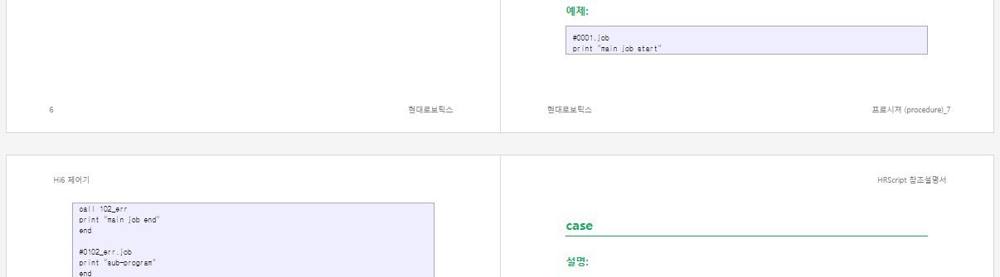 예제:
#0001.job
print "main job start"
6
현대로보틱스
현대로보틱스
프로시져 (procedure)_7
Hi6 제어기
call 102_err
print "main job end"
end
#0102_err.job
print "sub-program"
end
HRScript 참조설명서
case
설명: